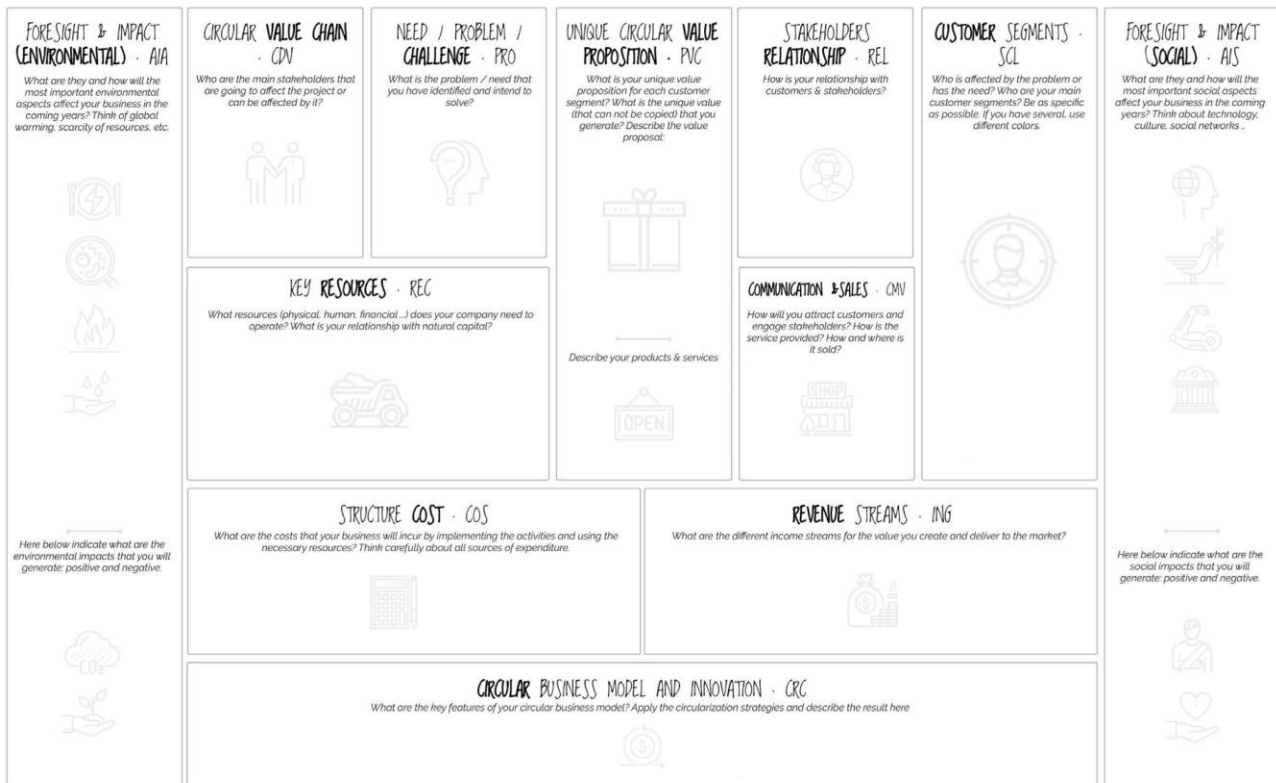 FORESIGHT & IMPACT
(ENVIRONMENTAL) · AIA
What are they and how will the
most important environmental
aspects affect your business in the
coming years? Think of global
warming, scarcity of resources, etc.
Here below indicate what are the
environmental impacts that you will
generate: positive and negative.
CO2
CIRCULAR VALUE CHAIN
· CDV
Who are the main stakeholders that
are going to affect the project or
can be affected by it?
NEED / PROBLEM /
CHALLENGE · PRO
What is the problem / need that
you have identified and intend to
solve?
UNIQUE CIRCULAR VALUE
PROPOSITION · PVC
What is your unique value
proposition for each customer
segment? What is the unique value
(that can not be copied) that you
generate? Describe the value
proposal:
Describe your products & services
OPEN
STAKEHOLDERS
RELATIONSHIP · REL
How is your relationship with
customers & stakeholders?
CUSTOMER SEGMENTS ·
SCL
Who is affected by the problem or
has the need? Who are your main
customer segments? Be as specific
as possible. If you have several, use
different colors.
FORESIGHT & IMPACT
(SOCIAL) · AIS
What are they and how will the
most important social aspects
affect your business in the coming
years? Think about technology,
culture, social networks ..
Here below indicate what are the
social impacts that you will
generate: positive and negative.
KEY RESOURCES · REC
What resources (physical, human, financial ...) does your company need to
operate? What is your relationship with natural capital?
COMMUNICATION & SALES · CMV
How will you attract customers and
engage stakeholders? How is the
service provided? How and where is
it sold?
SHOP
STRUCTURE COST · COS
What are the costs that your business will incur by implementing the activities and using the
necessary resources? Think carefully about all sources of expenditure.
REVENUE STREAMS · ING
What are the different income streams for the value you create and deliver to the market?
CIRCULAR BUSINESS MODEL AND INNOVATION · CRC
What are the key features of your circular business model? Apply the circularization strategies and describe the result here